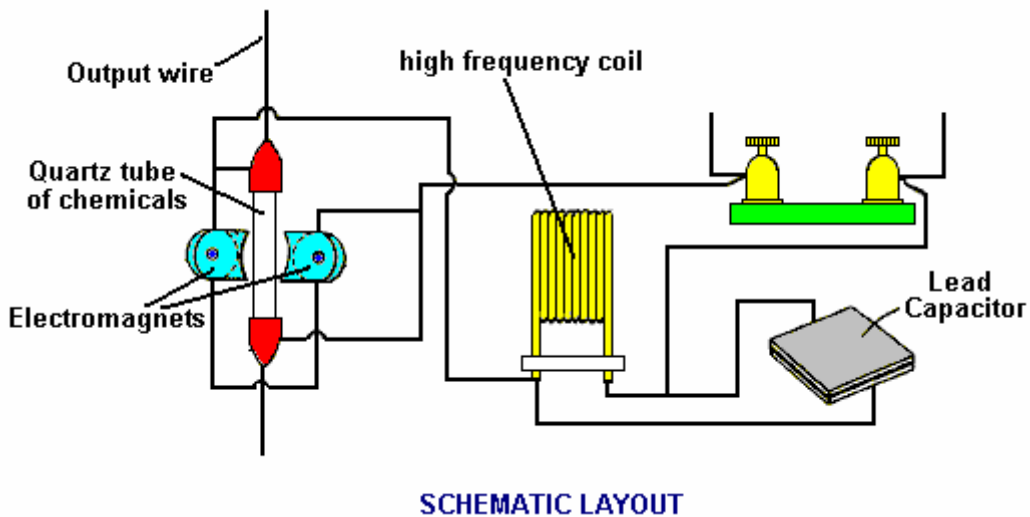 Output wire
high frequency coil
Quartz tube
of chemicals
Electromagnets
Lead
Capacitor
SCHEMATIC LAYOUT